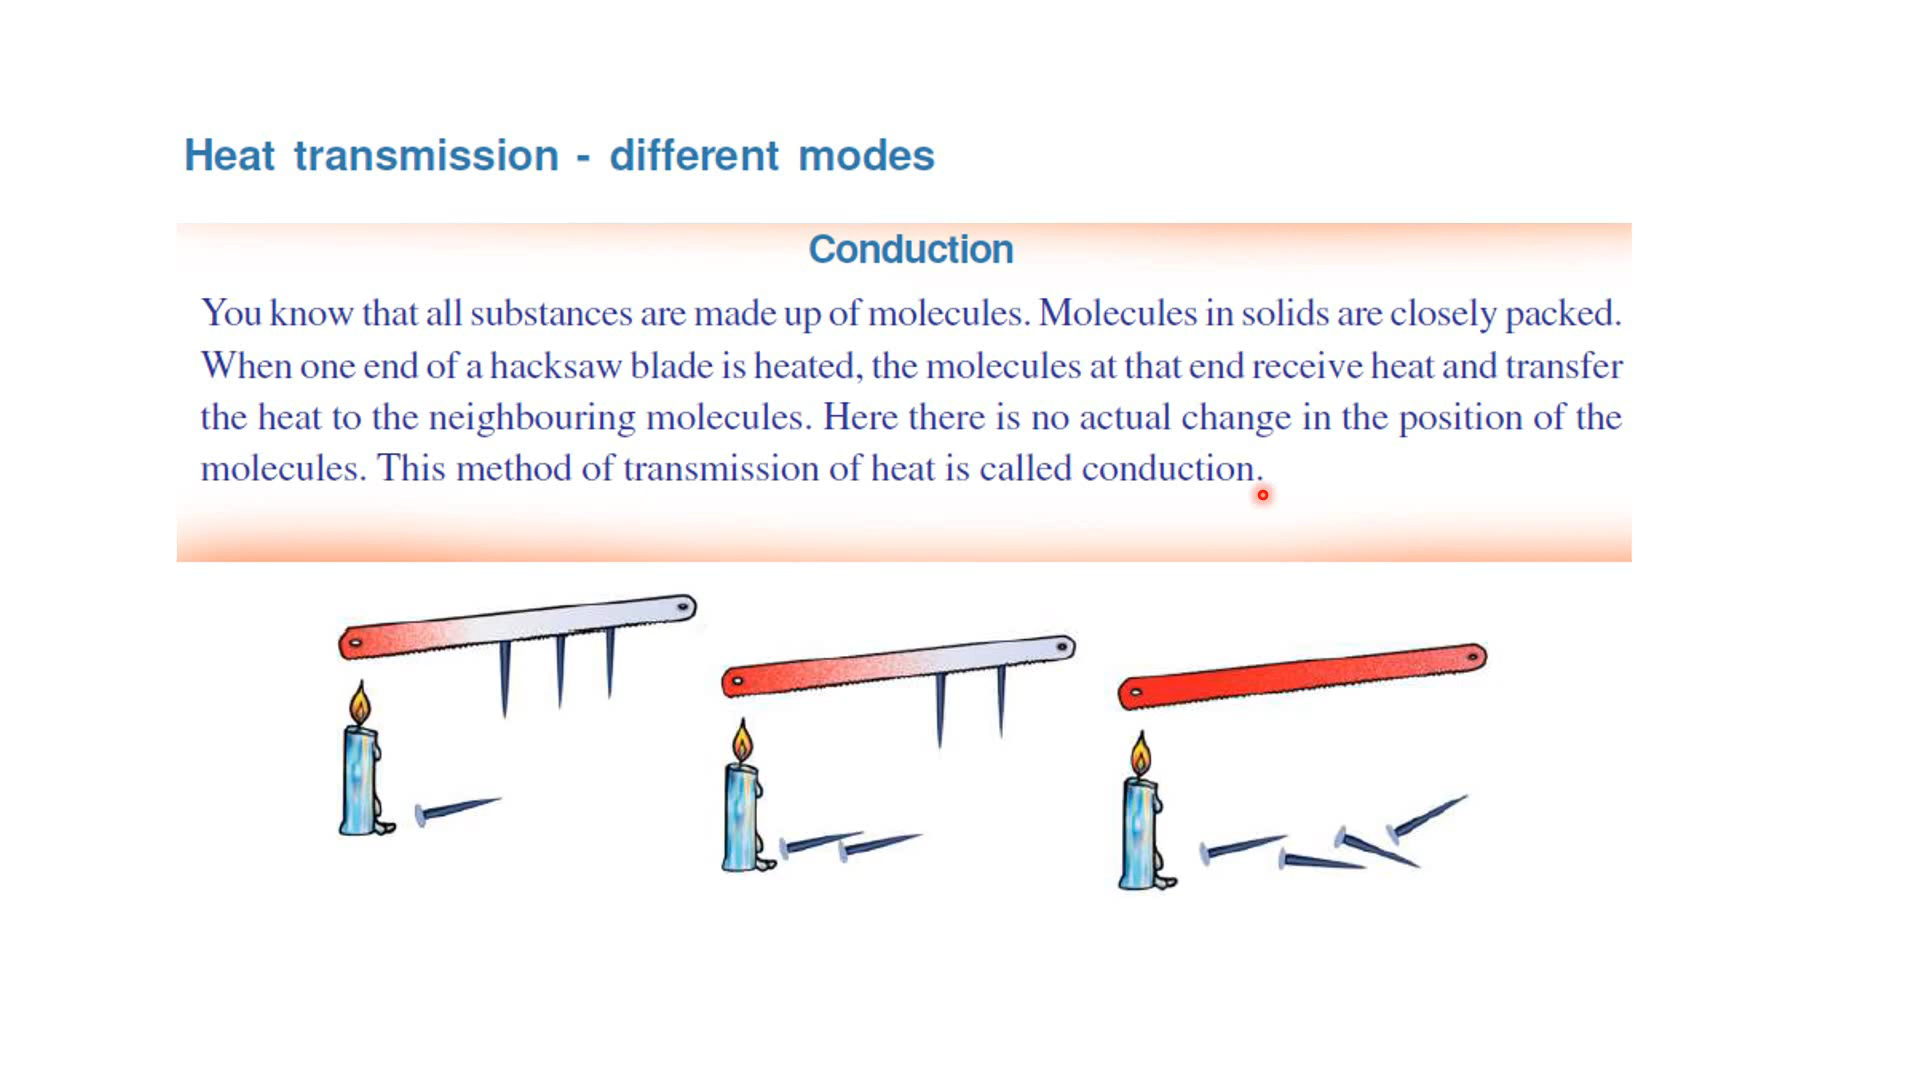 Heat transmission - different modes
Conduction
You know that all substances are made up of molecules. Molecules in solids are closely packed.
When one end of a hacksaw blade is heated, the molecules at that end receive heat and transfer
the heat to the neighbouring molecules. Here there is no actual change in the position of the
molecules. This method of transmission of heat is called conduction.